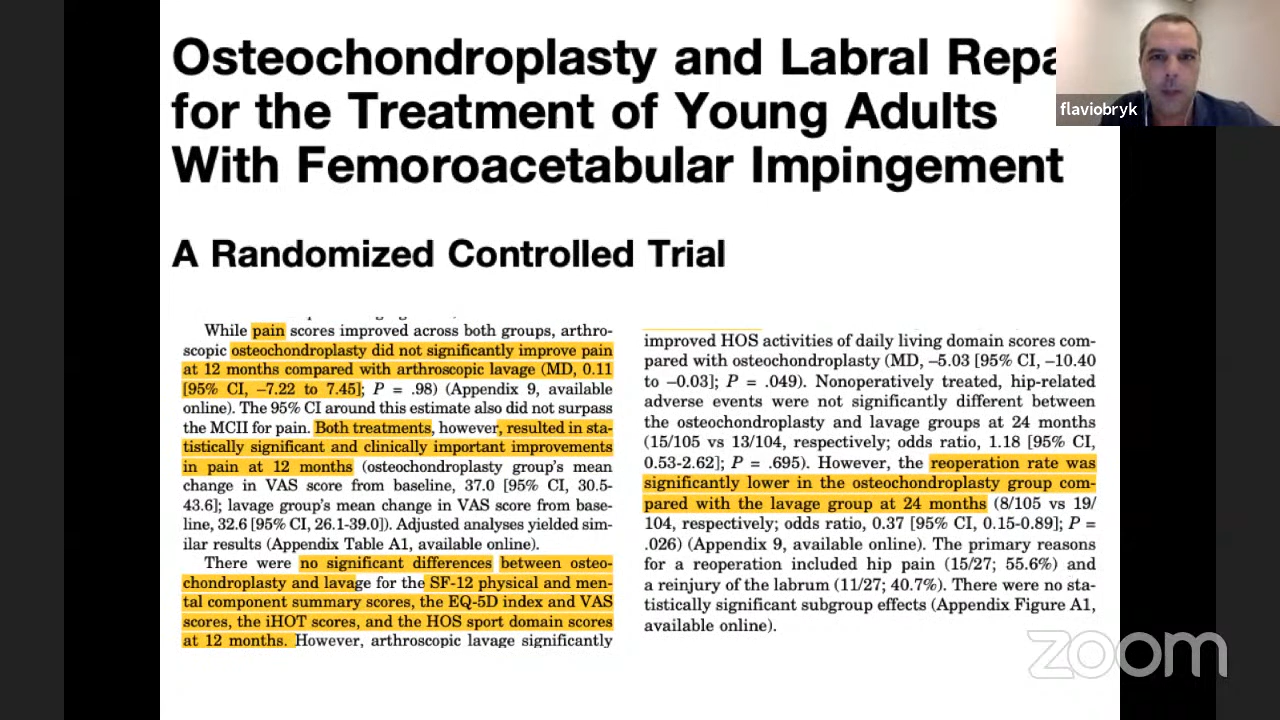 Osteochondroplasty and Labral Repa
for the Treatment of Young Adults
With Femoroacetabular Impingement
A Randomized Controlled Trial
While pain scores improved across both groups, arthro-
scopic osteochondroplasty did not significantly improve pain
at 12 months compared with arthroscopic lavage (MD, 0.11
[95% CI, –7.22 to 7.45]; P = .98) (Appendix 9, available
online). The 95% CI around this estimate also did not surpass
the MCII for pain. Both treatments, however, resulted in sta-
tistically significant and clinically important improvements
in pain at 12 months (osteochondroplasty group's mean
change in VAS score from baseline, 37.0 [95% CI, 30.5-
43.6]; lavage group's mean change in VAS score from base-
line, 32.6 [95% CI, 26.1-39.0]). Adjusted analyses yielded sim-
ilar results (Appendix Table A1, available online).
There were no significant differences between osteo-
chondroplasty and lavage for the SF-12 physical and men-
tal component summary scores, the EQ-5D index and VAS
scores, the iHOT scores, and the HOS sport domain scores
at 12 months. However, arthroscopic lavage significantly
improved HOS activities of daily living domain scores com-
pared with osteochondroplasty (MD, –5.03 [95% CI, –10.40
to –0.03]; P = .049). Nonoperatively treated, hip-related
adverse events were not significantly different between
the osteochondroplasty and lavage groups at 24 months
(15/105 vs 13/104, respectively; odds ratio, 1.18 [95% CI,
0.53-2.62]; P = .695). However, the reoperation rate was
significantly lower in the osteochondroplasty group com-
pared with the lavage group at 24 months (8/105 vs 19/
104, respectively; odds ratio, 0.37 [95% CI, 0.15-0.89]; P =
.026) (Appendix 9, available online). The primary reasons
for a reoperation included hip pain (15/27; 55.6%) and
a reinjury of the labrum (11/27; 40.7%). There were no sta-
tistically significant subgroup effects (Appendix Figure A1,
available online).
flaviobryk
zoom